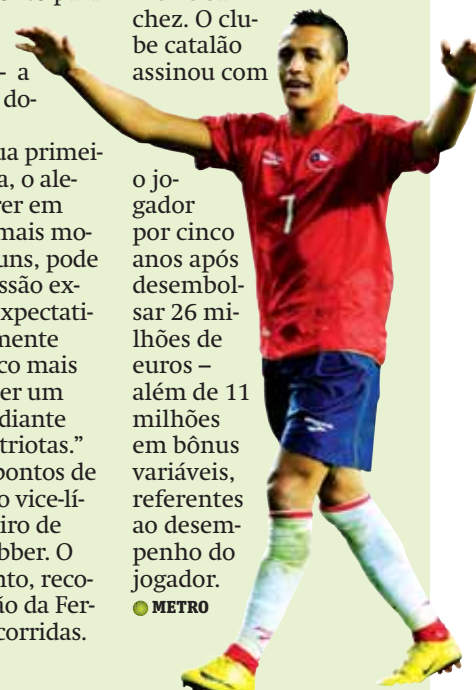 – a
do-
ua primei-
a, o ale-
rer em
mais mo-
uns, pode
ssão ex-
xpectati-
mente
co mais
er um
diante
triotas.”
pontos de
o vice-lí-
iro de
bber. O
nto, reco-
ão da Fer-
corridas.
chez. O clu-
be catalão
assinou com
o jo-
gador
por cinco
anos após
desembol-
sar 26 mi-
lhões de
euros –
além de 11
milhões
em bônus
variáveis,
referentes
ao desem-
penho do
jogador.
METRO
7